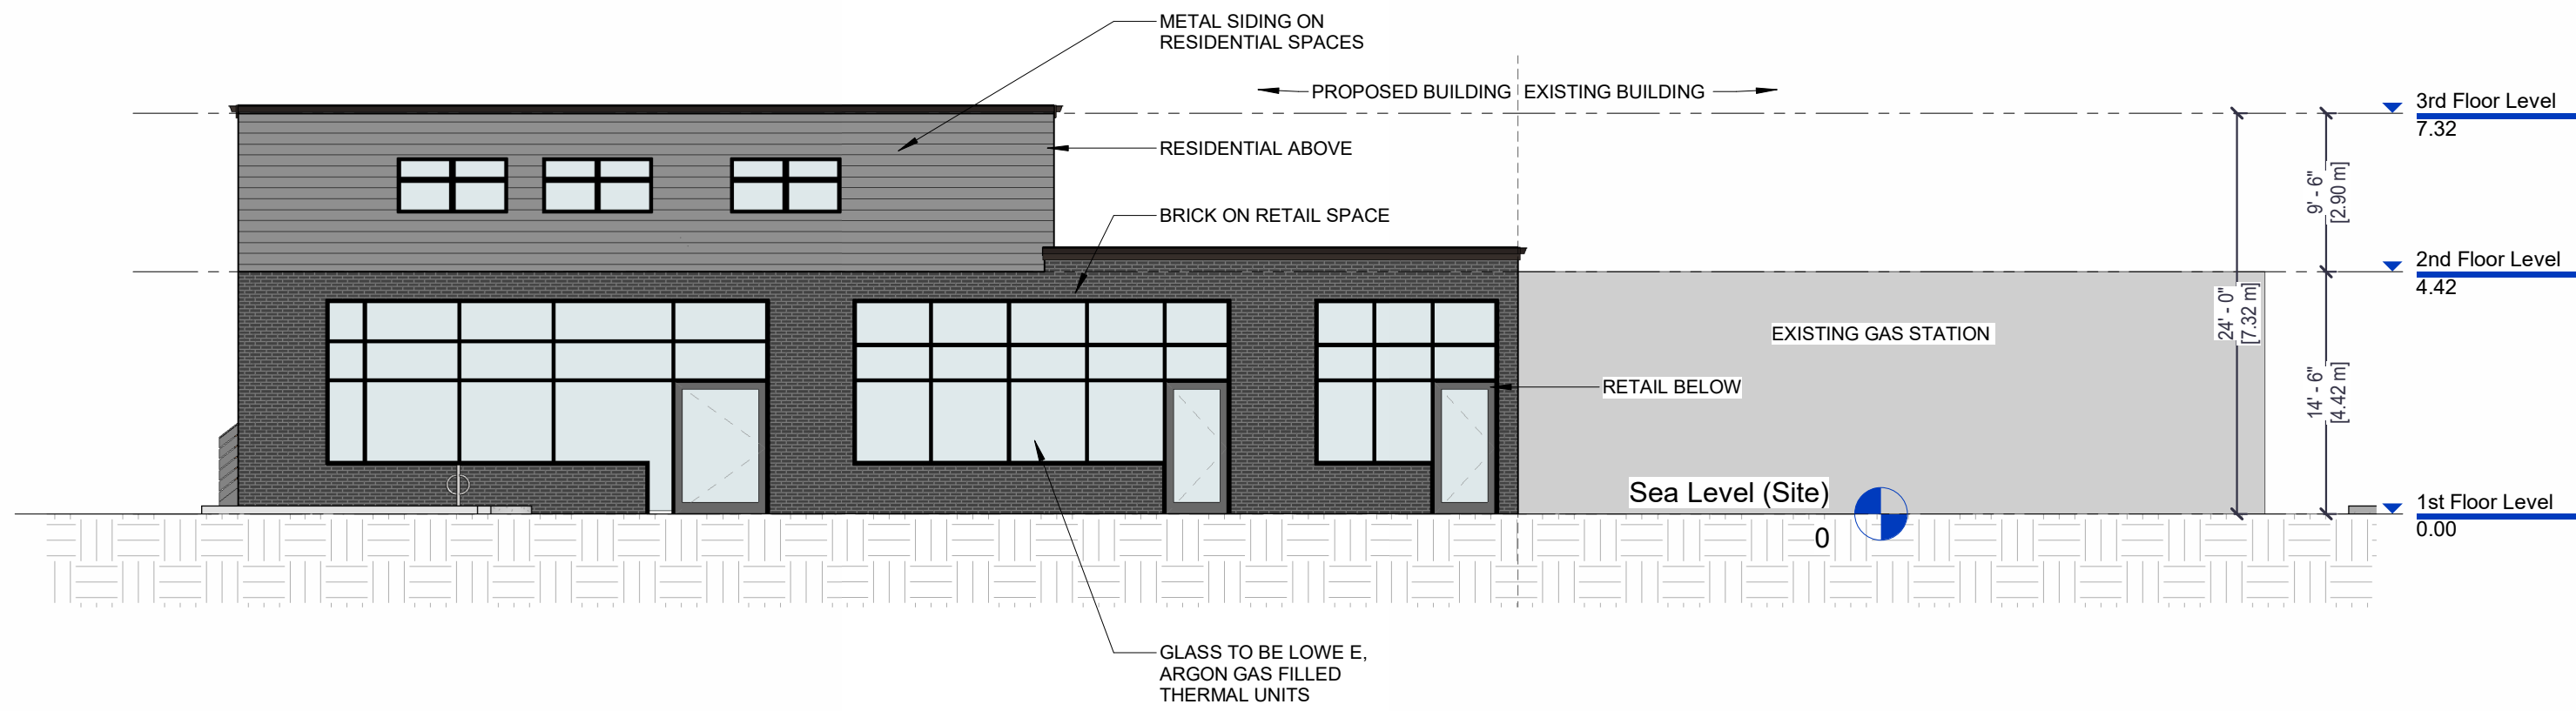 METAL SIDING ON
RESIDENTIAL SPACES
PROPOSED BUILDING
EXISTING BUILDING
3rd Floor Level
7.32
RESIDENTIAL ABOVE
9' - 6"
[2.90 m]
BRICK ON RETAIL SPACE
2nd Floor Level
4.42
24' - 0"
[7.32 m]
EXISTING GAS STATION
RETAIL BELOW
14' - 6"
[4.42 m]
Sea Level (Site)
0
1st Floor Level
0.00
GLASS TO BE LOWE E,
ARGON GAS FILLED
THERMAL UNITS